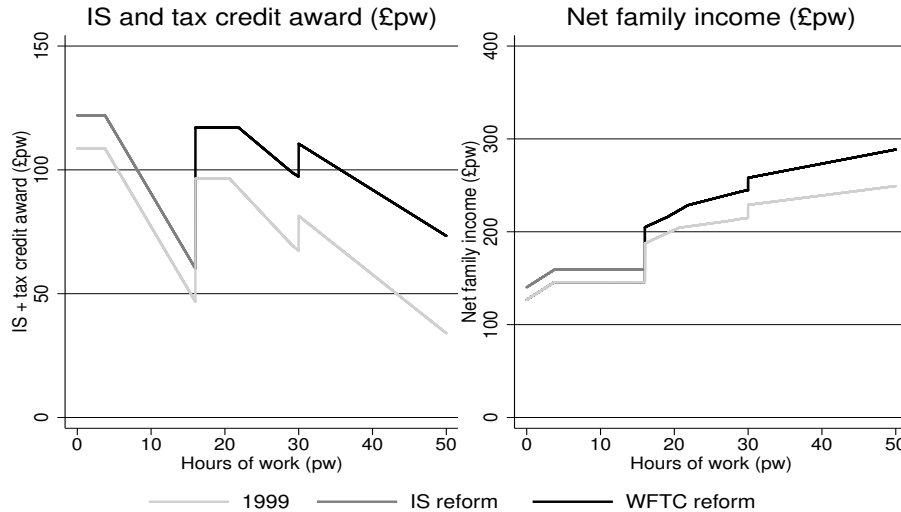 IS and tax credit award (£pw)
IS + tax credit award (£pw)
150
100
50
0
0 10 20 30 40 50
Hours of work (pw)
Net family income (£pw)
Net family income (£pw)
400
300
200
100
0
0 10 20 30 40 50
Hours of work (pw)
1999 IS reform WFTC reform